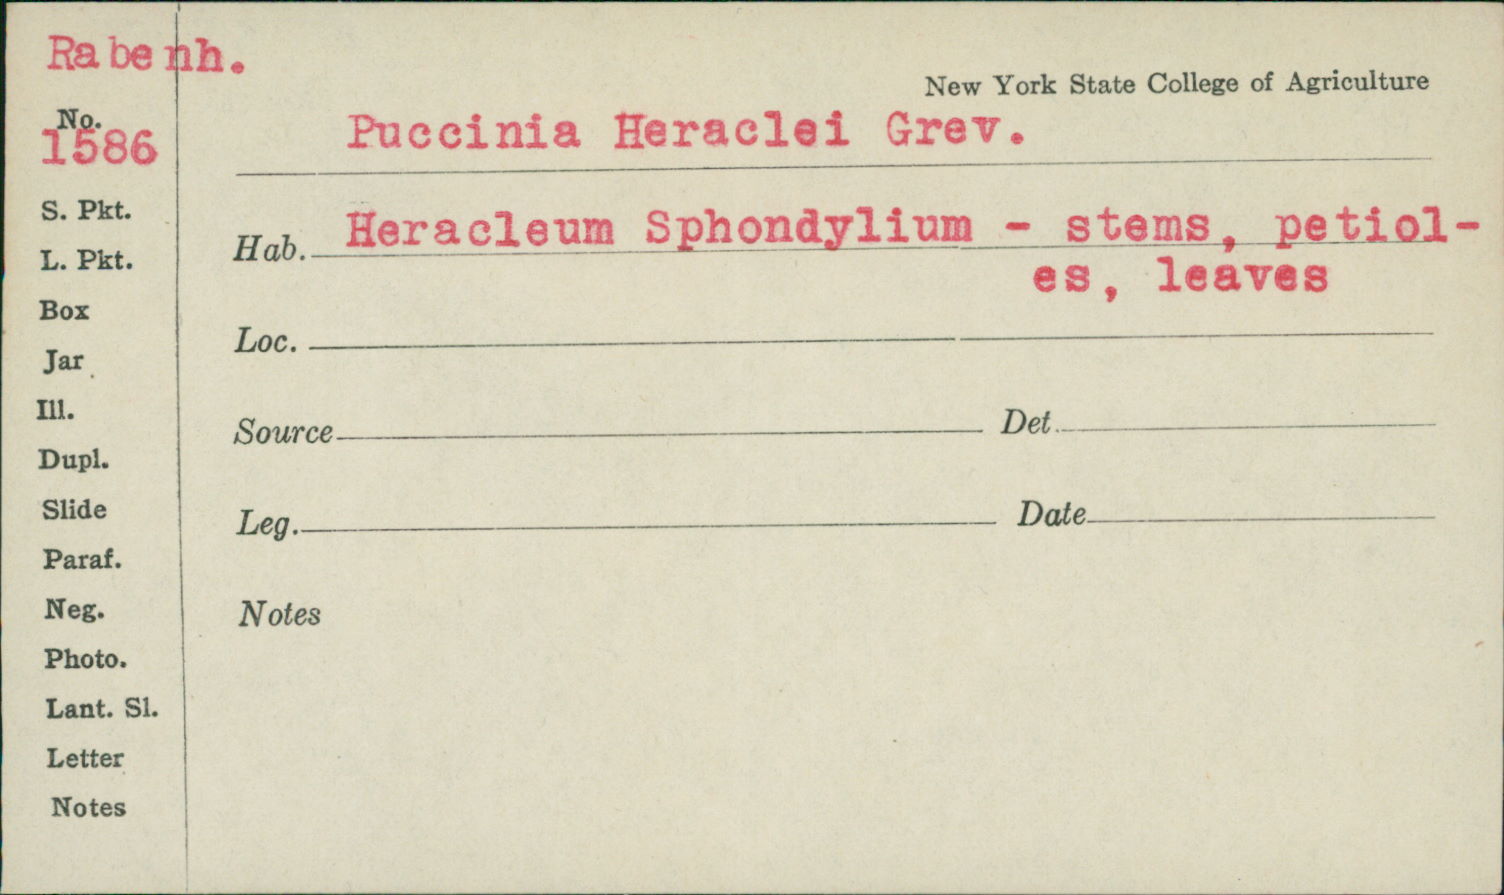 Rabenh.
New York State College of Agriculture
No.
1586
Puccinia Heraclei Grev.
S. Pkt.
Hab. Heracleum Sphondylium - stems, petiol-
es, leaves
L. Pkt.
Box
Loc.
Jar
Ill.
Source Det.
Dupl.
Slide
Leg. Date
Paraf.
Neg.
Notes
Photo.
Lant. Sl.
Letter
Notes